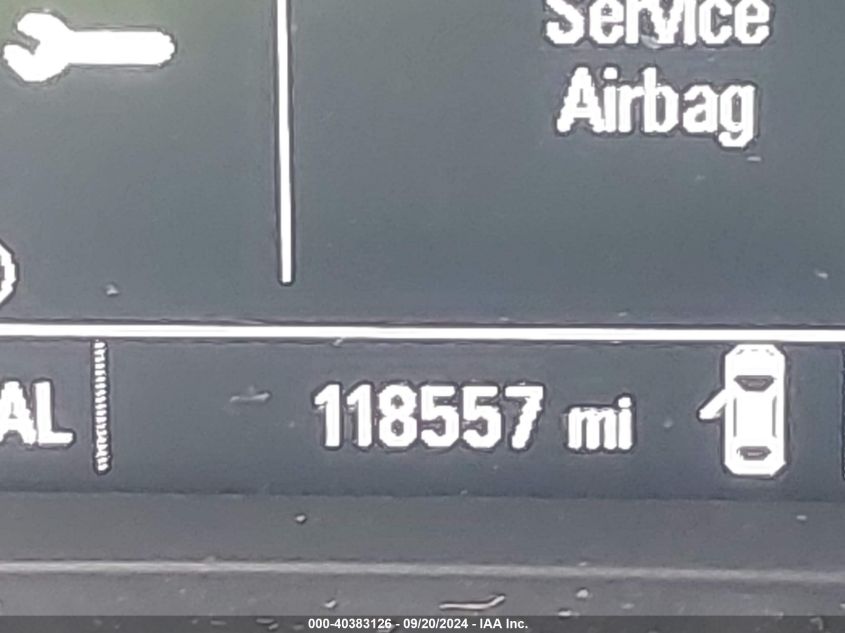 Service
Airbag
AL
118557 mi
000-40383126 - 09/20/2024 - IAA Inc.